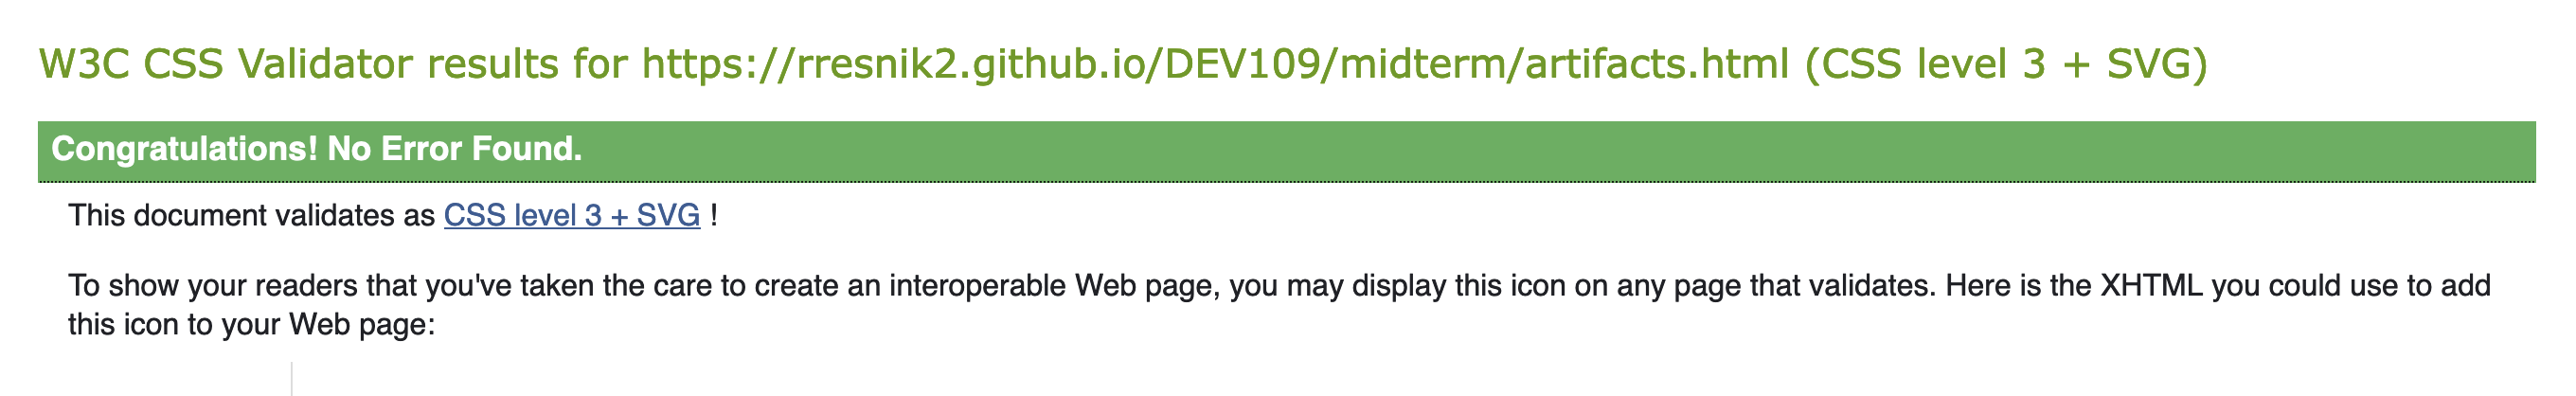 W3C CSS Validator results for https://rresnik2.github.io/DEV109/midterm/artifacts.html (CSS level 3 + SVG)
Congratulations! No Error Found.
This document validates as CSS level 3 + SVG !
To show your readers that you've taken the care to create an interoperable Web page, you may display this icon on any page that validates. Here is the XHTML you could use to add
this icon to your Web page: